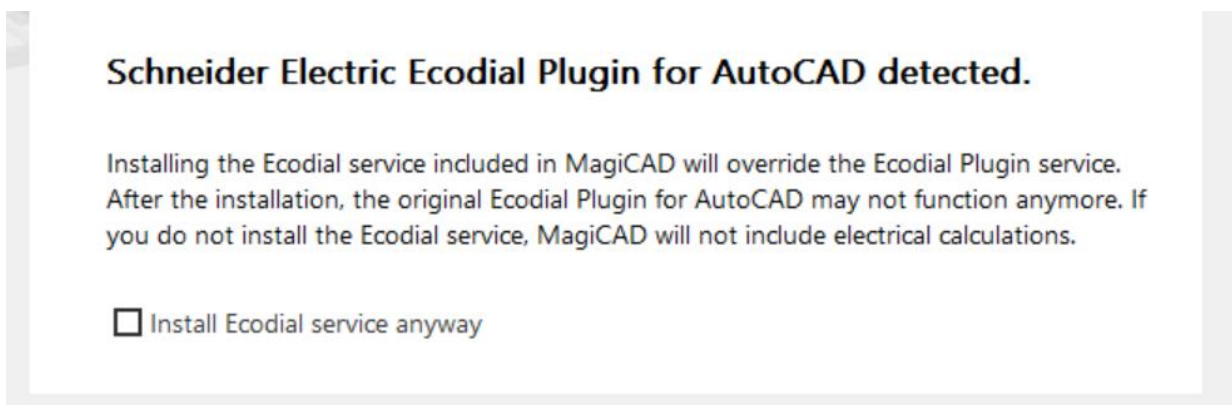 Schneider Electric Ecodial Plugin for AutoCAD detected.
Installing the Ecodial service included in MagiCAD will override the Ecodial Plugin service.
After the installation, the original Ecodial Plugin for AutoCAD may not function anymore. If
you do not install the Ecodial service, MagiCAD will not include electrical calculations.
Install Ecodial service anyway